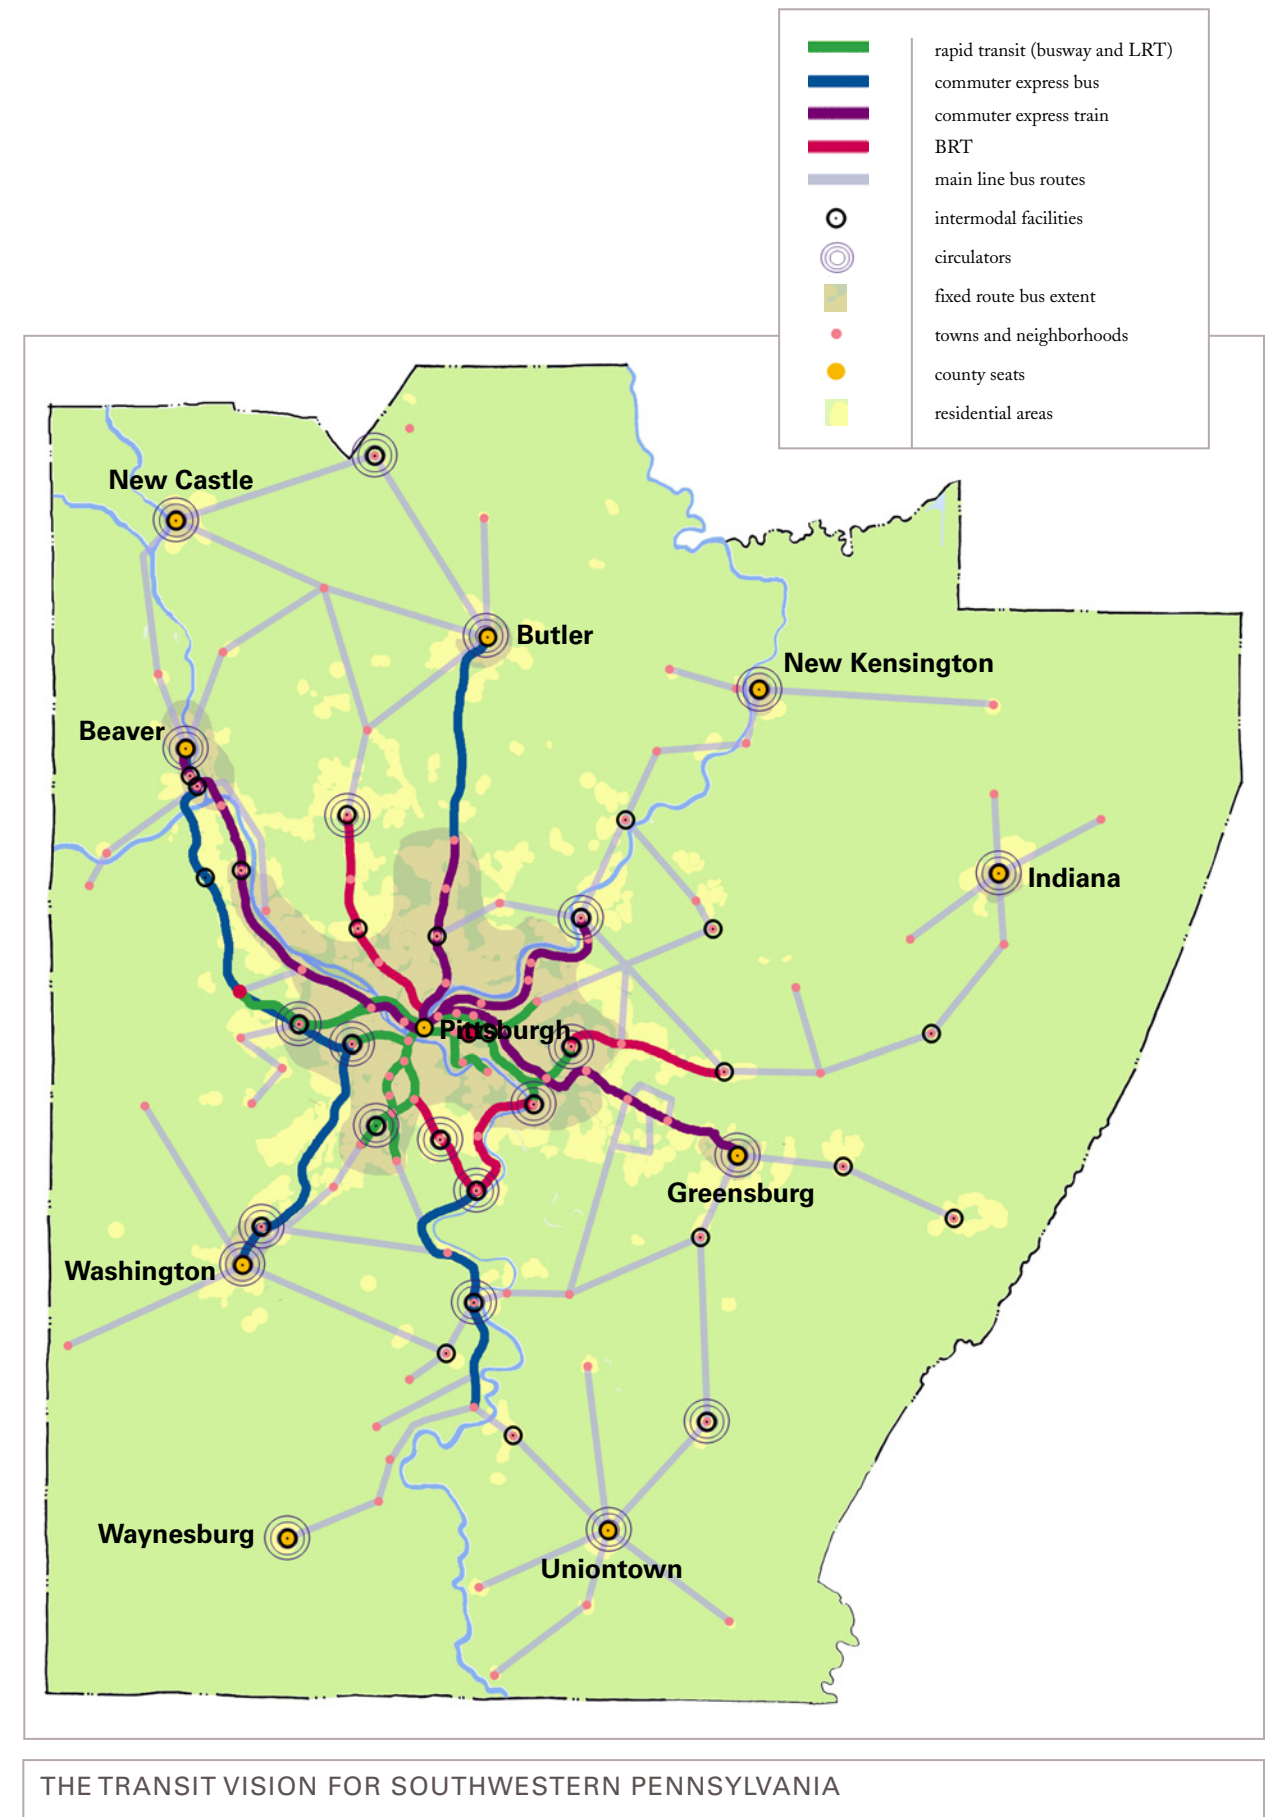 rapid transit (busway and LRT)
commuter express bus
commuter express train
BRT
main line bus routes
intermodal facilities
circulators
fixed route bus extent
towns and neighborhoods
county seats
residential areas
New Castle
Butler
New Kensington
Beaver
Indiana
Pittsburgh
Greensburg
Washington
Waynesburg
Uniontown
THE TRANSIT VISION FOR SOUTHWESTERN PENNSYLVANIA